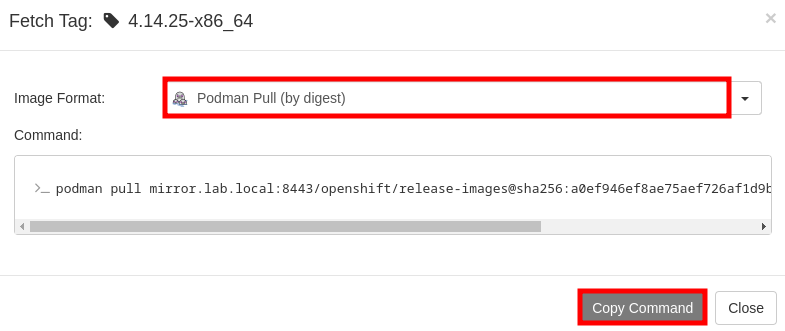 Fetch Tag: 4.14.25-x86_64
×
Image Format: Podman Pull (by digest)
Command:
>_ podman pull mirror.lab.local:8443/openshift/release-images@sha256:a0ef946ef8ae75aef726af1d9b
Copy Command Close